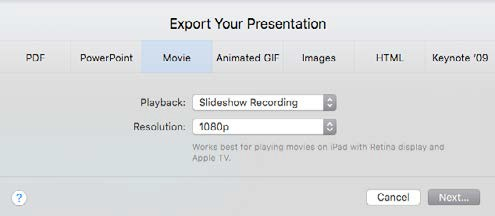 Export Your Presentation
PDF PowerPoint Movie Animated GIF Images HTML Keynote '09
Playback: Slideshow Recording
Resolution: 1080p
Works best for playing movies on iPad with Retina display and
Apple TV.
? Cancel Next...